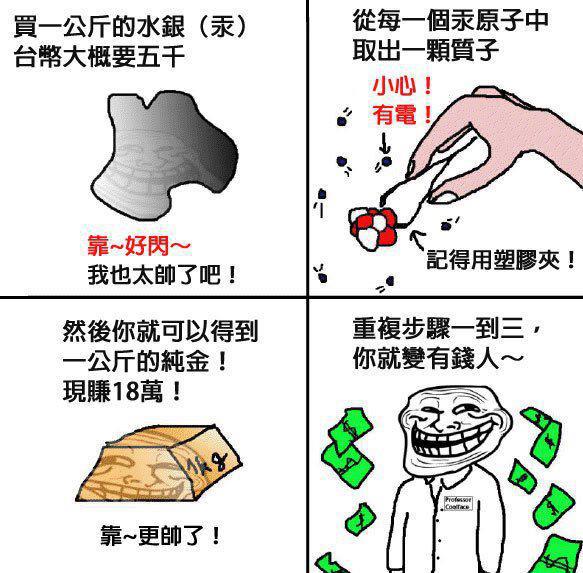 買一公斤的水銀（汞）
台幣大概要五千
靠~好閃～
我也太帥了吧！
從每一個汞原子中
取出一顆質子
小心！
有電！
記得用塑膠夾！
然後你就可以得到
一公斤的純金！
現賺18萬！
1kg
靠~更帥了！
重複步驟一到三，
你就變有錢人～
Professor
Coolface